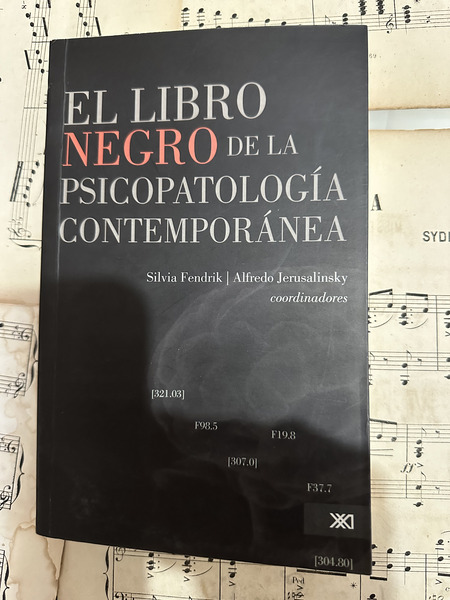 EL LIBRO
NEGRO DE LA
PSICOPATOLOGÍA
CONTEMPORÁNEA
Silvia Fendrik | Alfredo Jerusalinsky
coordinadores
[321.03]
F98.5
F19.8
[307.0]
F37.7
[304.80]
A
SYD
ff